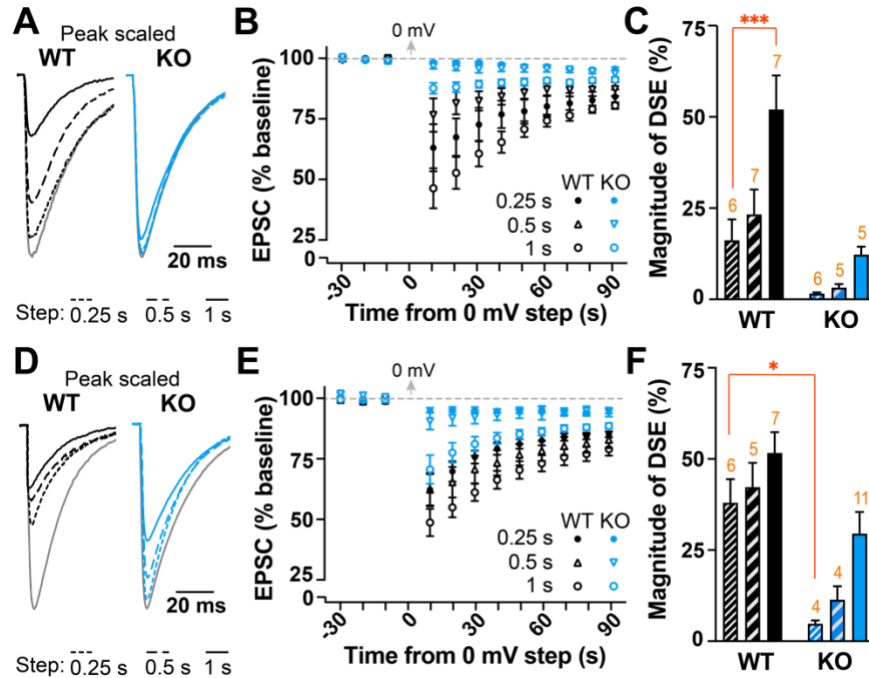 A
Peak scaled
WT KO
20 ms
Step: 0.25 s 0.5 s 1 s
B
0 mV
EPSC (% baseline)
100
75
50
25
0
WT KO
0.25 s
0.5 s
1 s
-30 0 30 60 90
Time from 0 mV step (s)
C
Magnitude of DSE (%)
75
50
25
0
***
6 7 7
6 5 5
WT KO
D
Peak scaled
WT KO
20 ms
Step: 0.25 s 0.5 s 1 s
E
0 mV
EPSC (% baseline)
100
75
50
25
0
WT KO
0.25 s
0.5 s
1 s
-30 0 30 60 90
Time from 0 mV step (s)
F
Magnitude of DSE (%)
75
50
25
0
*
6 5 7
4 4 11
WT KO